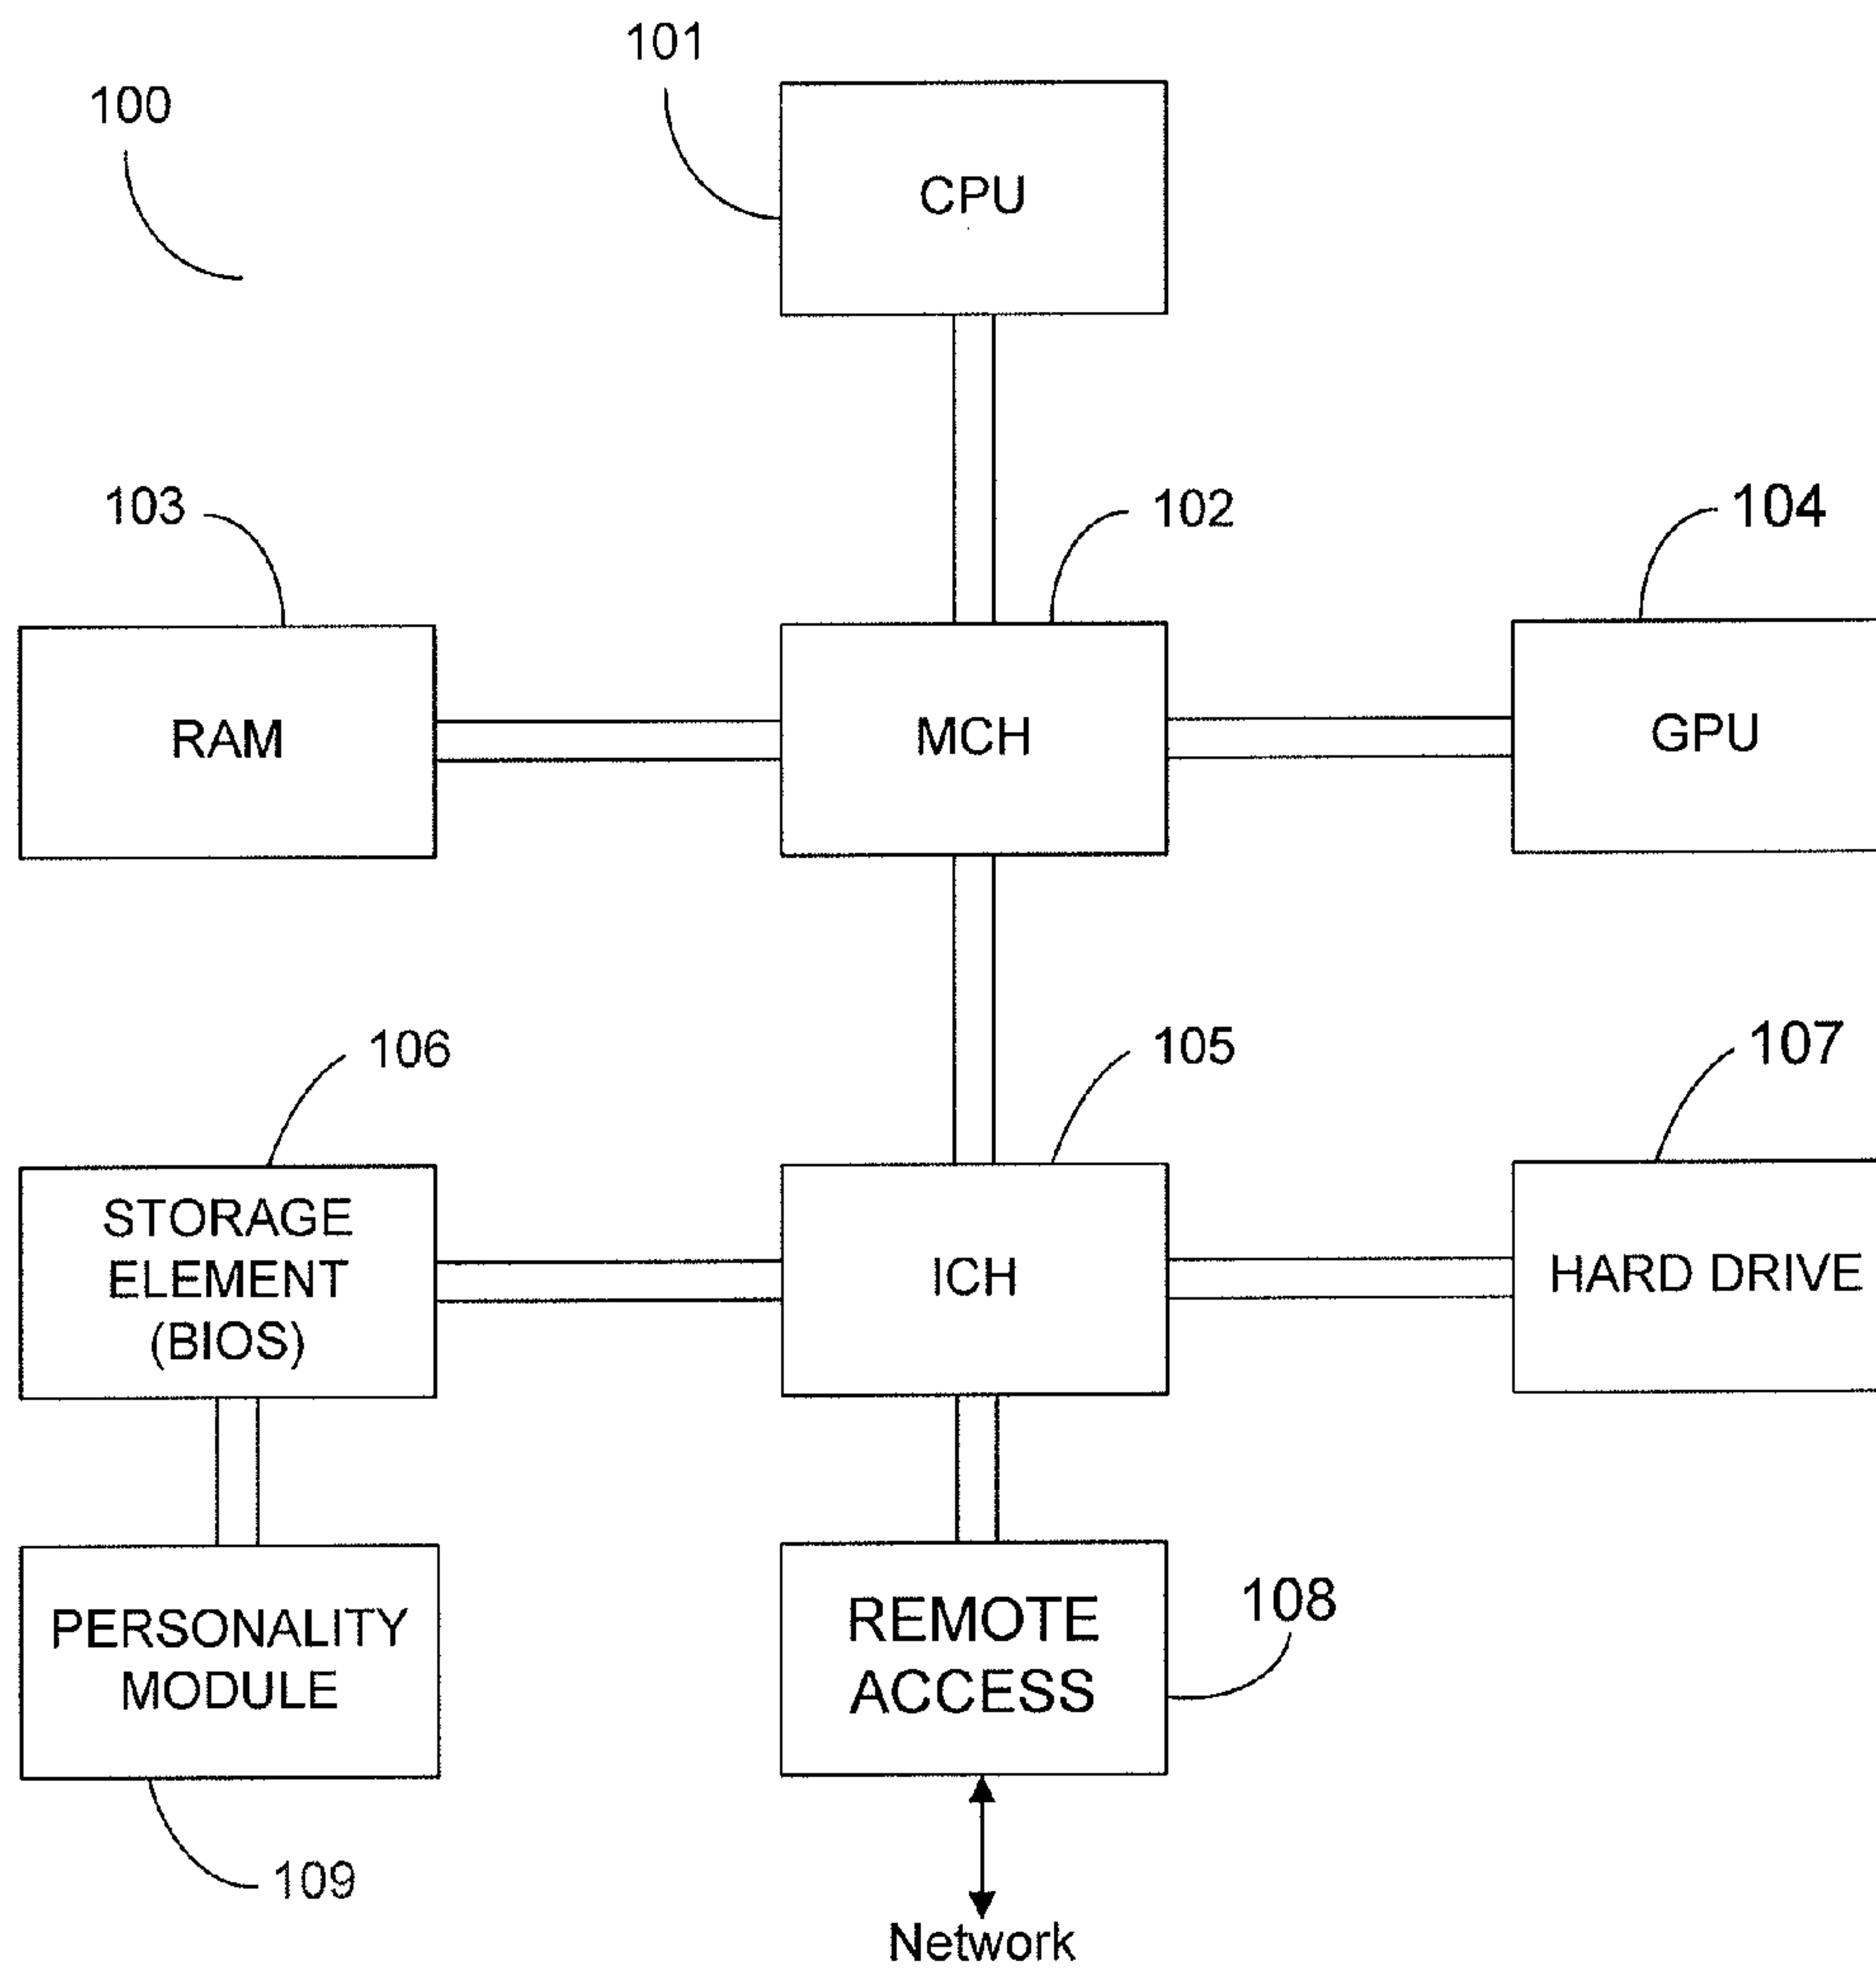 101
100
CPU
103
102
104
RAM
MCH
GPU
106
105
107
STORAGE
ELEMENT
(BIOS)
ICH
HARD DRIVE
PERSONALITY
MODULE
REMOTE
ACCESS
108
109
Network